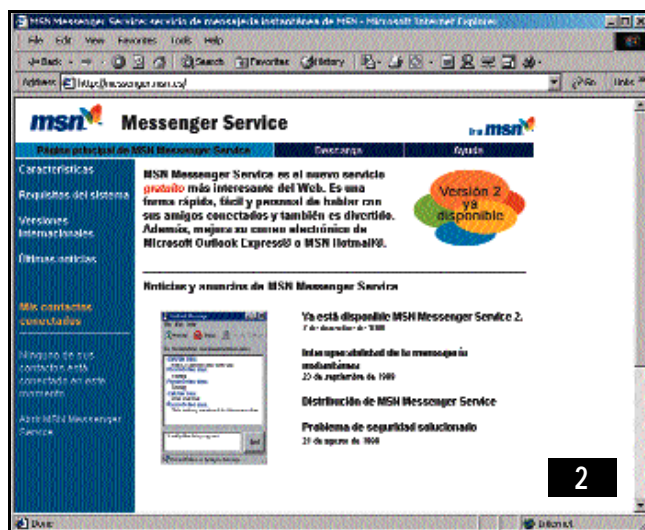 MSN Messenger Service: servicio de mensajería instantánea de MSN - Microsoft Internet Explorer
File Edit View Favorites Tools Help
Back Search Favorites History
Address http://messenger.msn.es/ Go Links
msn Messenger Service
msn
Página principal de MSN Messenger Service Descarga Ayuda
Características
Requisitos del sistema
Versiones
Internacionales
Últimas noticias
Mis contactos
conectados
Ninguno de sus
contactos está
conectado en este
momento
Abrir MSN Messenger
Service
MSN Messenger Service es el nuevo servicio
gratuito más interesante del Web. Es una
forma rápida, fácil y personal de hablar con
sus amigos conectados y también es divertido.
Además, mejora su correo electrónico de
Microsoft Outlook Express® o MSN Hotmail®.
Versión 2
ya
disponible
Noticias y anuncios de MSN Messenger Service
Ya está disponible MSN Messenger Service 2.
Interoperabilidad de la mensajería
instantánea
Distribución de MSN Messenger Service
Problema de seguridad solucionado
2
Done Internet